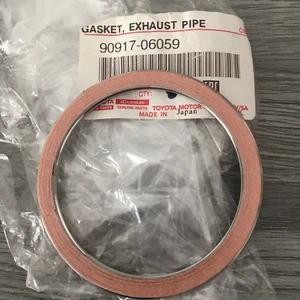 GASKET, EXHAUST PIPE
90917-06059
QTY:
GENUINE PARTS
TOYOTA MOTOR
MADE IN Japan